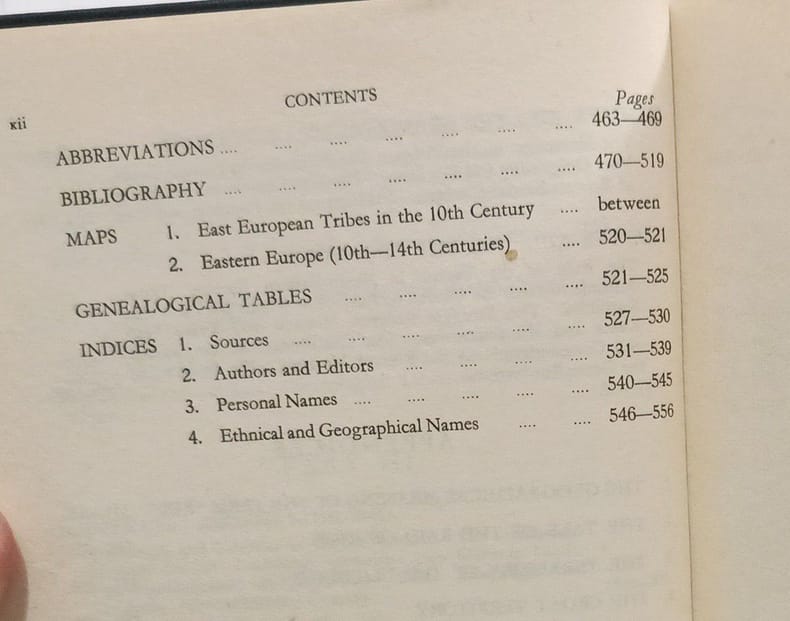 xii
CONTENTS
Pages
ABBREVIATIONS .... .... .... .... .... .... .... 463—469
BIBLIOGRAPHY .... .... .... .... .... .... .... 470—519
MAPS 1. East European Tribes in the 10th Century .... between
2. Eastern Europe (10th—14th Centuries) .... 520—521
GENEALOGICAL TABLES .... .... .... .... .... 521—525
INDICES 1. Sources .... .... .... .... .... .... 527—530
2. Authors and Editors .... .... .... .... 531—539
3. Personal Names .... .... .... .... .... 540—545
4. Ethnical and Geographical Names .... .... 546—556